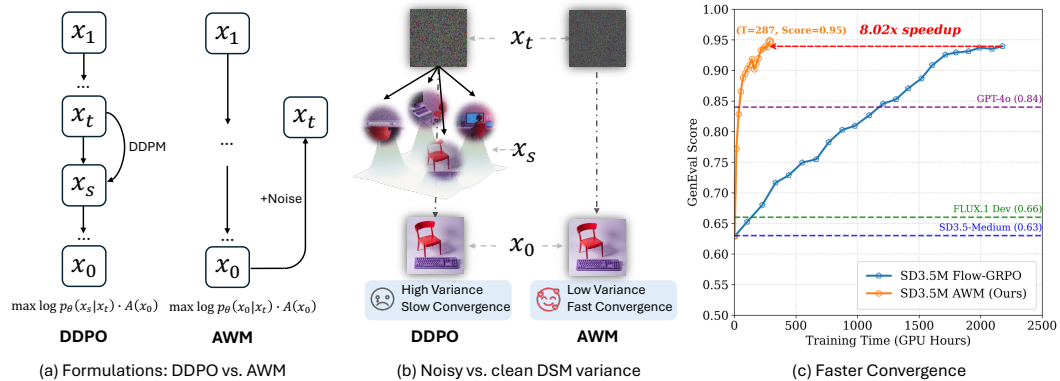 x₁
...
xₜ
DDPM
xₛ
...
x₀
max log pθ(xₛ|xₜ) · A(x₀)
DDPO
x₁
...
...
x₀
+Noise
xₜ
max log pθ(x₀|xₜ) · A(x₀)
AWM
(a) Formulations: DDPO vs. AWM
xₜ
xₛ
x₀
High Variance
Slow Convergence
DDPO
Low Variance
Fast Convergence
AWM
(b) Noisy vs. clean DSM variance
GenEval Score
1.00
0.95
0.90
0.85
0.80
0.75
0.70
0.65
0.60
0.55
0.50
(T=287, Score=0.95)
8.02x speedup
GPT-4o (0.84)
FLUX.1 Dev (0.66)
SD3.5-Medium (0.63)
SD3.5M Flow-GRPO
SD3.5M AWM (Ours)
0 500 1000 1500 2000 2500
Training Time (GPU Hours)
(c) Faster Convergence